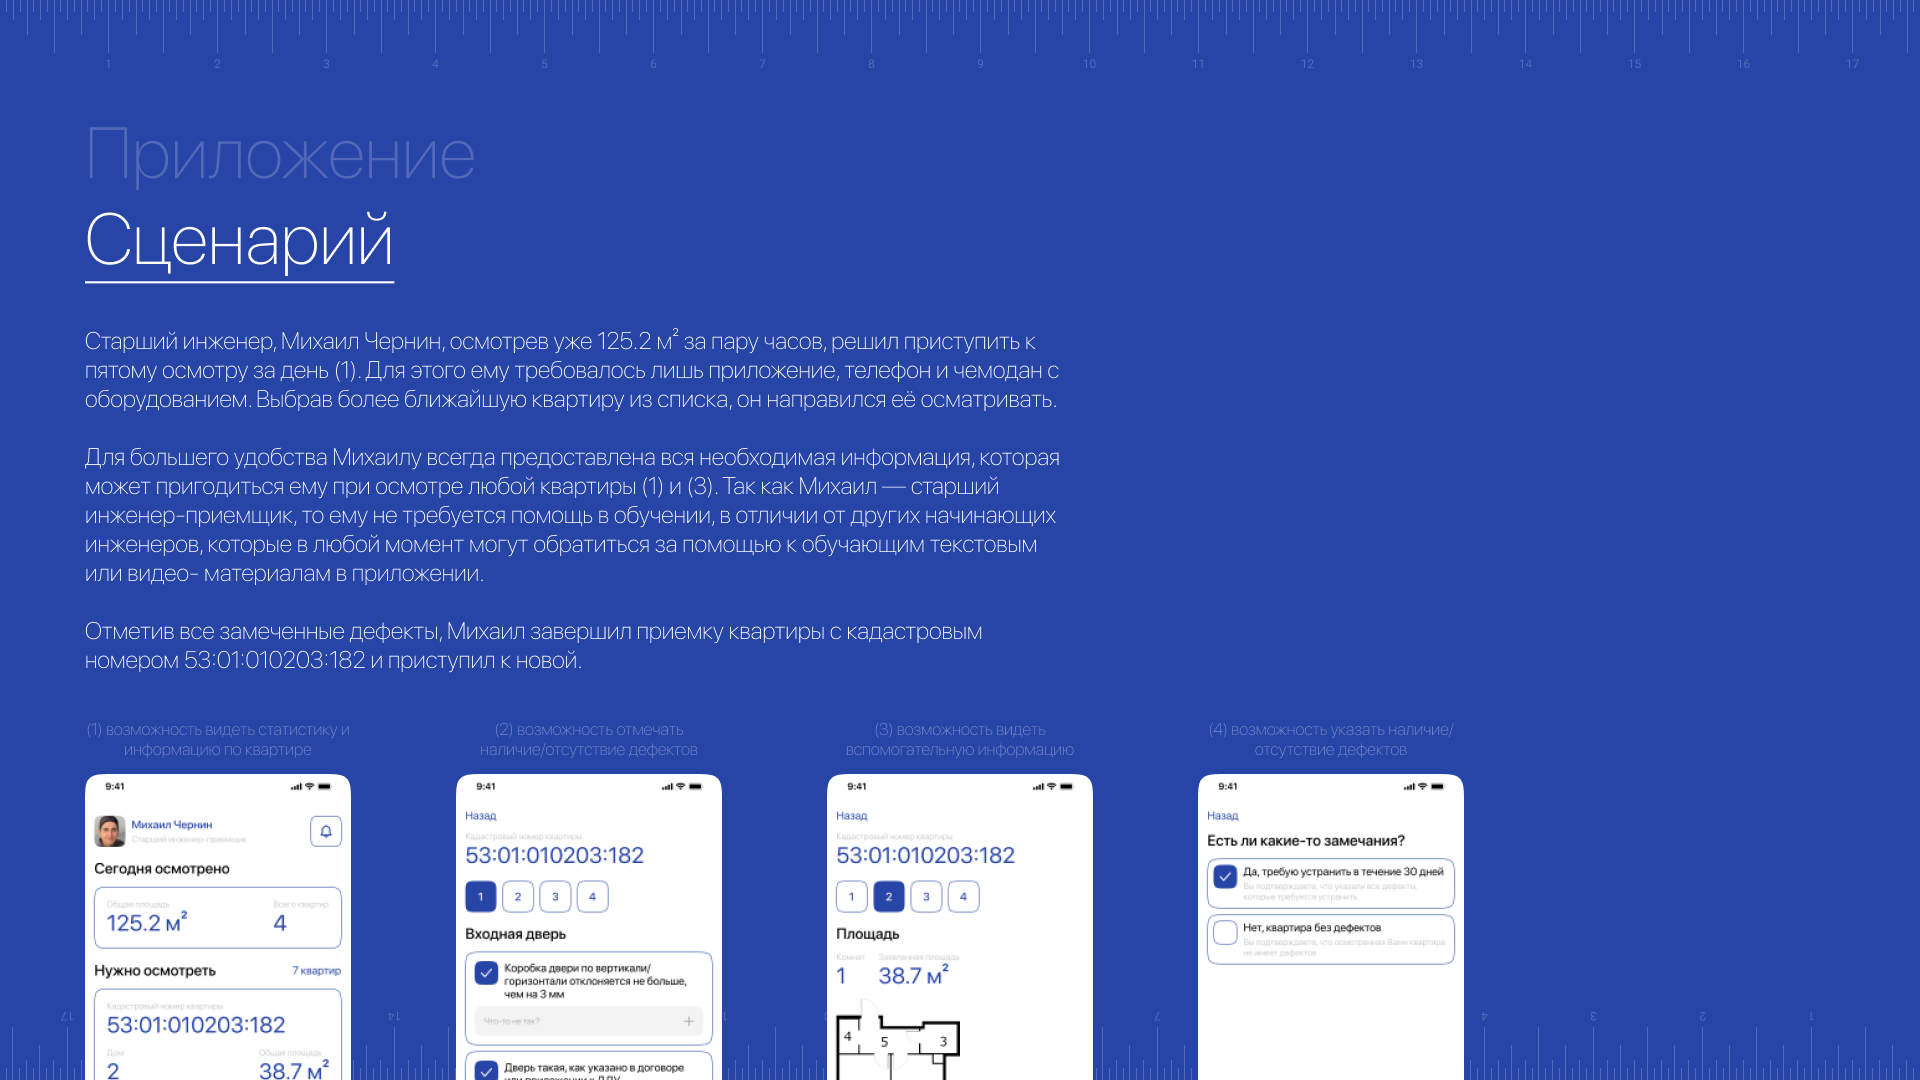 1 2 3 4 5 6 7 8 9 10 11 12 13 14 15 16 17
Приложение
Сценарий
Старший инженер, Михаил Чернин, осмотрев уже 125.2 м² за пару часов, решил приступить к
пятому осмотру за день (1). Для этого ему требовалось лишь приложение, телефон и чемодан с
оборудованием. Выбрав более ближайшую квартиру из списка, он направился её осматривать.
Для большего удобства Михаилу всегда предоставлена вся необходимая информация, которая
может пригодиться ему при осмотре любой квартиры (1) и (3). Так как Михаил — старший
инженер-приемщик, то ему не требуется помощь в обучении, в отличии от других начинающих
инженеров, которые в любой момент могут обратиться за помощью к обучающим текстовым
или видео- материалам в приложении.
Отметив все замеченные дефекты, Михаил завершил приемку квартиры с кадастровым
номером 53:01:010203:182 и приступил к новой.
(1) возможность видеть статистику и
информацию по квартире
9:41
Михаил Чернин
Старший инженер-приемщик
Сегодня осмотрено
Общая площадь
Всего квартир
125.2 м²
4
Нужно осмотреть
7 квартир
Кадастровый номер квартиры
53:01:010203:182
Дом
Общая площадь
2
38.7 м²
(2) возможность отмечать
наличие/отсутствие дефектов
9:41
Назад
Кадастровый номер квартиры
53:01:010203:182
1 2 3 4
Входная дверь
Коробка двери по вертикали/
горизонтали отклоняется не больше,
чем на 3 мм
Что-то не так?
Дверь такая, как указано в договоре
или приложении к ДДУ
(3) возможность видеть
вспомогательную информацию
9:41
Назад
Кадастровый номер квартиры
53:01:010203:182
1 2 3 4
Площадь
Комнат
Заявленная площадь
1
38.7 м²
4 5 3
(4) возможность указать наличие/
отсутствие дефектов
9:41
Назад
Есть ли какие-то замечания?
Да, требую устранить в течение 30 дней
Вы подтверждаете, что указали все дефекты,
которые требуется устранить
Нет, квартира без дефектов
Вы подтверждаете, что осмотренная Вами квартира
не имеет дефектов
17 14 7 4 3 2 1